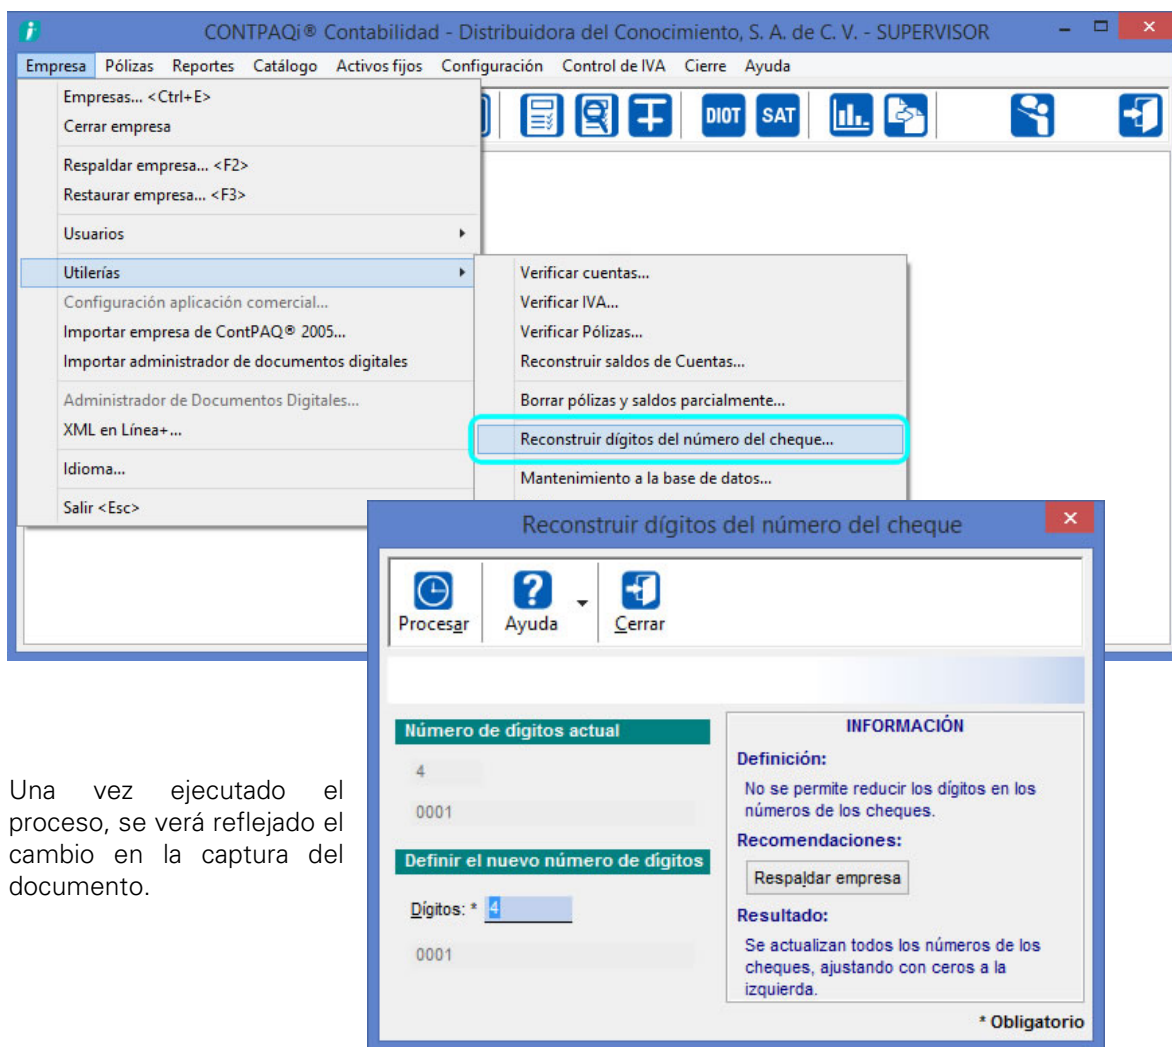 CONTPAQi® Contabilidad - Distribuidora del Conocimiento, S. A. de C. V. - SUPERVISOR
Empresa Pólizas Reportes Catálogo Activos fijos Configuración Control de IVA Cierre Ayuda
Empresas... <Ctrl+E>
Cerrar empresa
DIOT SAT
Respaldar empresa... <F2>
Restaurar empresa... <F3>
Usuarios
Utilerías
Configuración aplicación comercial...
Importar empresa de ContPAQ® 2005...
Importar administrador de documentos digitales
Administrador de Documentos Digitales...
XML en Línea+...
Idioma...
Salir <Esc>
Verificar cuentas...
Verificar IVA...
Verificar Pólizas...
Reconstruir saldos de Cuentas...
Borrar pólizas y saldos parcialmente...
Reconstruir dígitos del número del cheque...
Mantenimiento a la base de datos...
Reconstruir dígitos del número del cheque
Procesar Ayuda Cerrar
Número de dígitos actual
4
0001
Definir el nuevo número de dígitos
Dígitos: * 4
0001
INFORMACIÓN
Definición:
No se permite reducir los dígitos en los
números de los cheques.
Recomendaciones:
Respaldar empresa
Resultado:
Se actualizan todos los números de los
cheques, ajustando con ceros a la
izquierda.
* Obligatorio
Una vez ejecutado el
proceso, se verá reflejado el
cambio en la captura del
documento.